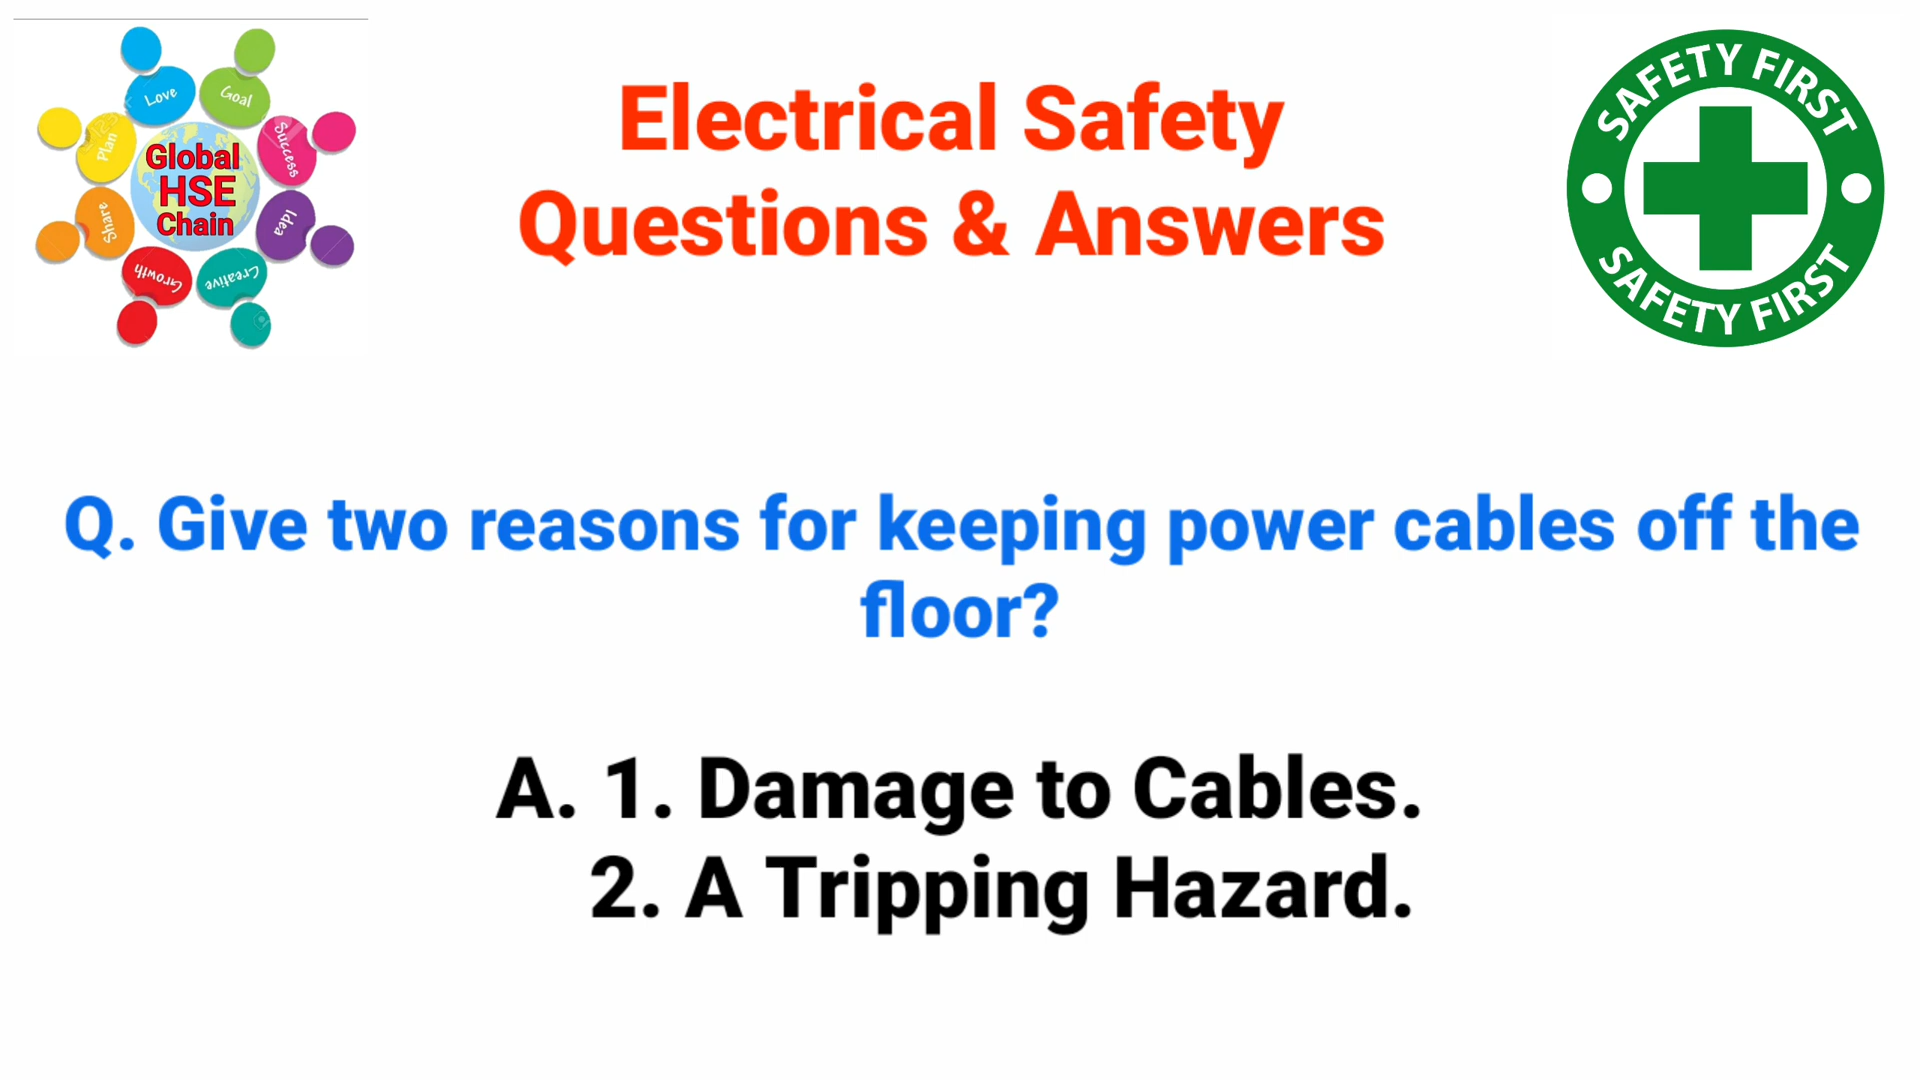 Love
Goal
Plan
Success
Global
HSE
Chain
Share
Idea
Growth
Creative
Electrical Safety
Questions & Answers
SAFETY FIRST
SAFETY FIRST
Q. Give two reasons for keeping power cables off the
floor?
A. 1. Damage to Cables.
2. A Tripping Hazard.